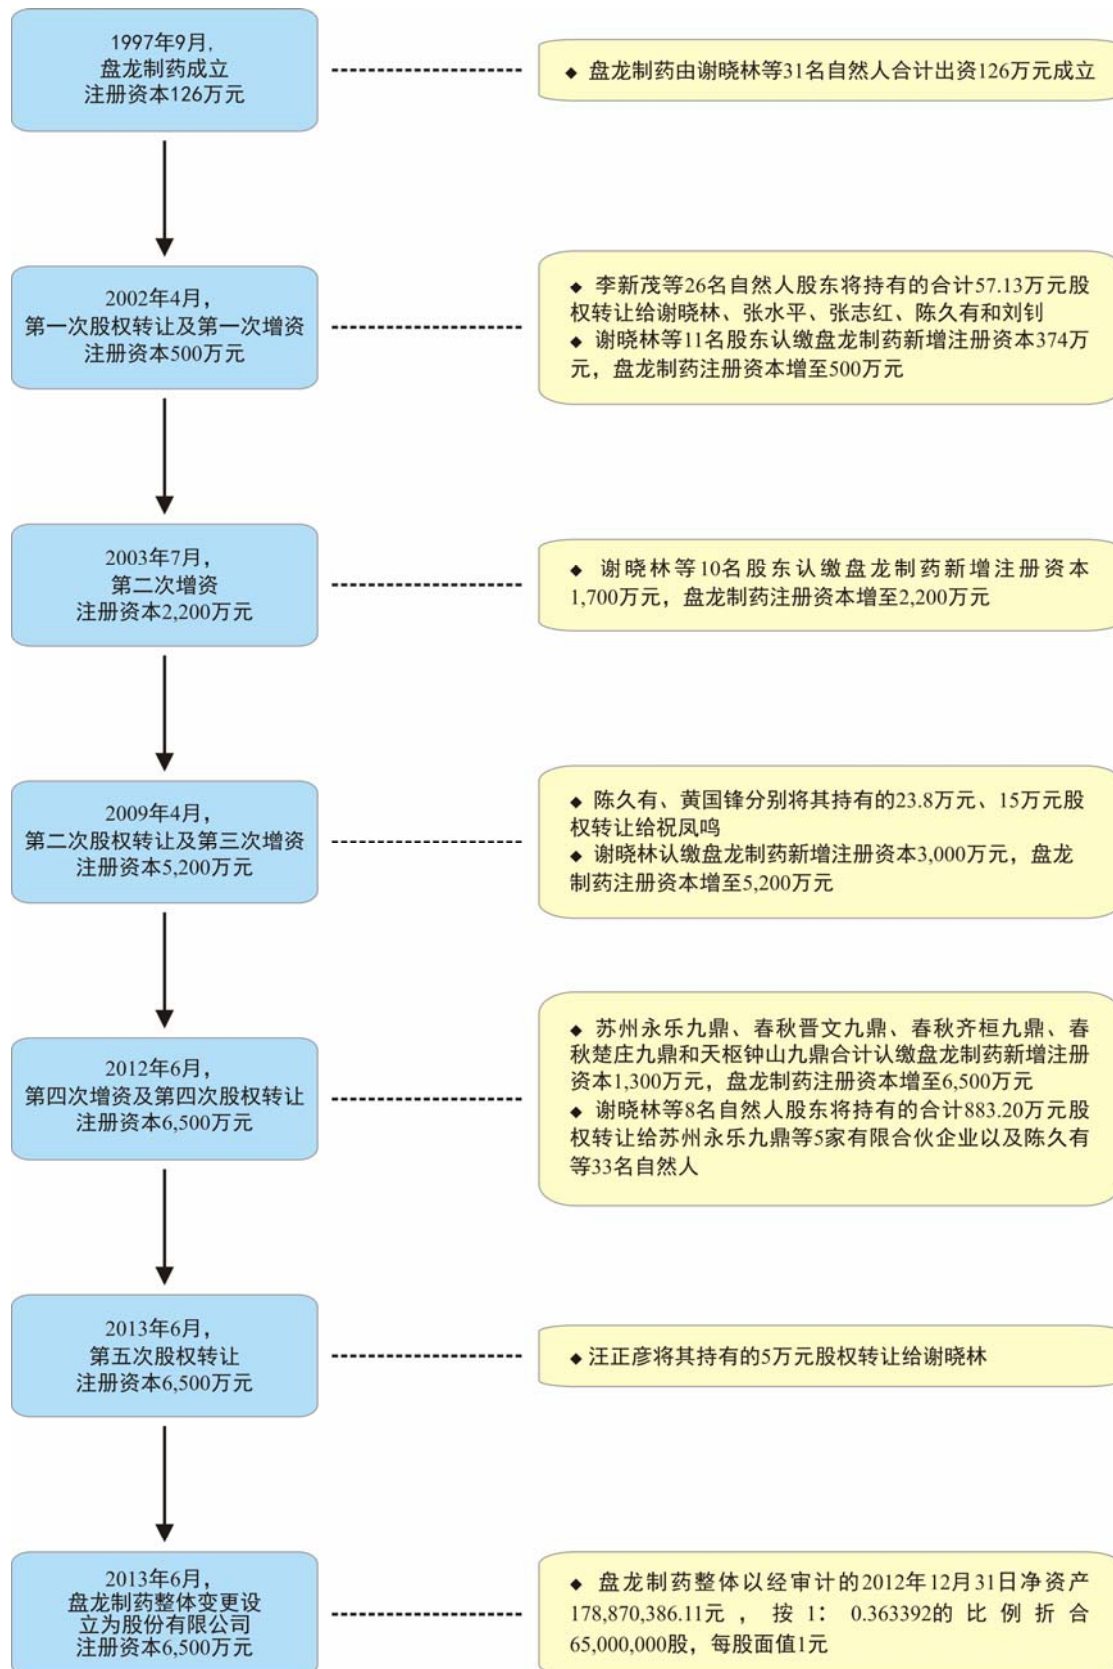 1997年9月,
盘龙制药成立
注册资本126万元
◆ 盘龙制药由谢晓林等31名自然人合计出资126万元成立
2002年4月，
第一次股权转让及第一次增资
注册资本500万元
◆ 李新茂等26名自然人股东将持有的合计57.13万元股
权转让给谢晓林、张水平、张志红、陈久有和刘钊
◆ 谢晓林等11名股东认缴盘龙制药新增注册资本374万
元，盘龙制药注册资本增至500万元
2003年7月，
第二次增资
注册资本2,200万元
◆ 谢晓林等10名股东认缴盘龙制药新增注册资本
1,700万元，盘龙制药注册资本增至2,200万元
2009年4月，
第二次股权转让及第三次增资
注册资本5,200万元
◆ 陈久有、黄国锋分别将其持有的23.8万元、15万元股
权转让给祝凤鸣
◆ 谢晓林认缴盘龙制药新增注册资本3,000万元，盘龙
制药注册资本增至5,200万元
2012年6月，
第四次增资及第四次股权转让
注册资本6,500万元
◆ 苏州永乐九鼎、春秋晋文九鼎、春秋齐桓九鼎、春
秋楚庄九鼎和天枢钟山九鼎合计认缴盘龙制药新增注册
资本1,300万元，盘龙制药注册资本增至6,500万元
◆ 谢晓林等8名自然人股东将持有的合计883.20万元股
权转让给苏州永乐九鼎等5家有限合伙企业以及陈久有
等33名自然人
2013年6月，
第五次股权转让
注册资本6,500万元
◆ 汪正彦将其持有的5万元股权转让给谢晓林
2013年6月，
盘龙制药整体变更设
立为股份有限公司
注册资本6,500万元
◆ 盘龙制药整体以经审计的2012年12月31日净资产
178,870,386.11元，按1：0.363392的比例折合
65,000,000股，每股面值1元